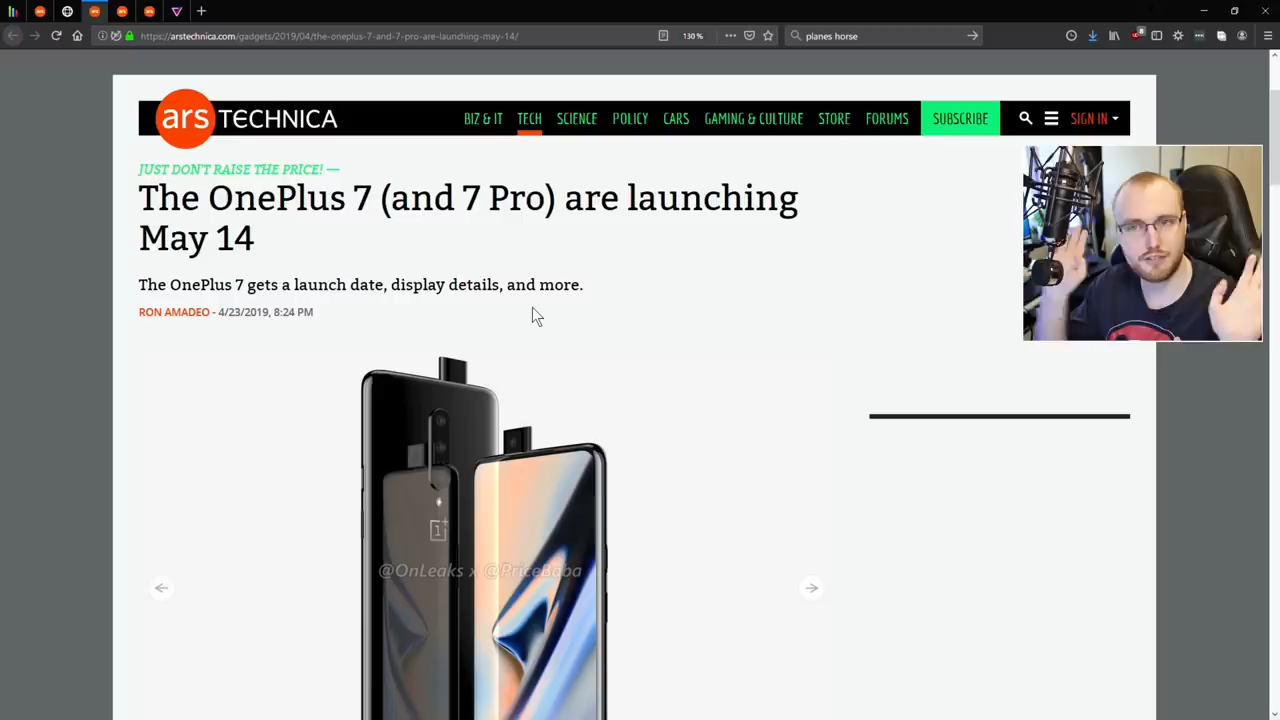 https://arstechnica.com/gadgets/2019/04/the-oneplus-7-and-7-pro-are-launching-may-14/
130%
planes horse
ars TECHNICA
BIZ & IT TECH SCIENCE POLICY CARS GAMING & CULTURE STORE FORUMS SUBSCRIBE SIGN IN
JUST DON'T RAISE THE PRICE! —
The OnePlus 7 (and 7 Pro) are launching
May 14
The OnePlus 7 gets a launch date, display details, and more.
RON AMADEO - 4/23/2019, 8:24 PM
1+
@OnLeaks x @PriceBaba